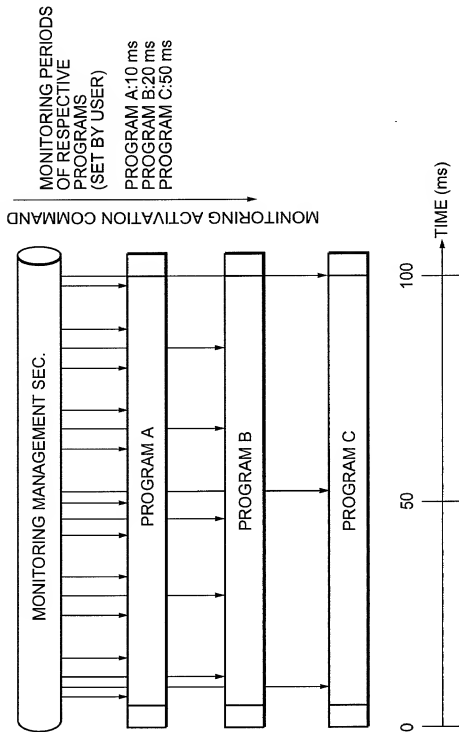 MONITORING PERIODS
OF RESPECTIVE
PROGRAMS
(SET BY USER)
PROGRAM A:10 ms
PROGRAM B:20 ms
PROGRAM C:50 ms
MONITORING ACTIVATION COMMAND
MONITORING MANAGEMENT SEC.
PROGRAM A
PROGRAM B
PROGRAM C
0
50
100
TIME (ms)